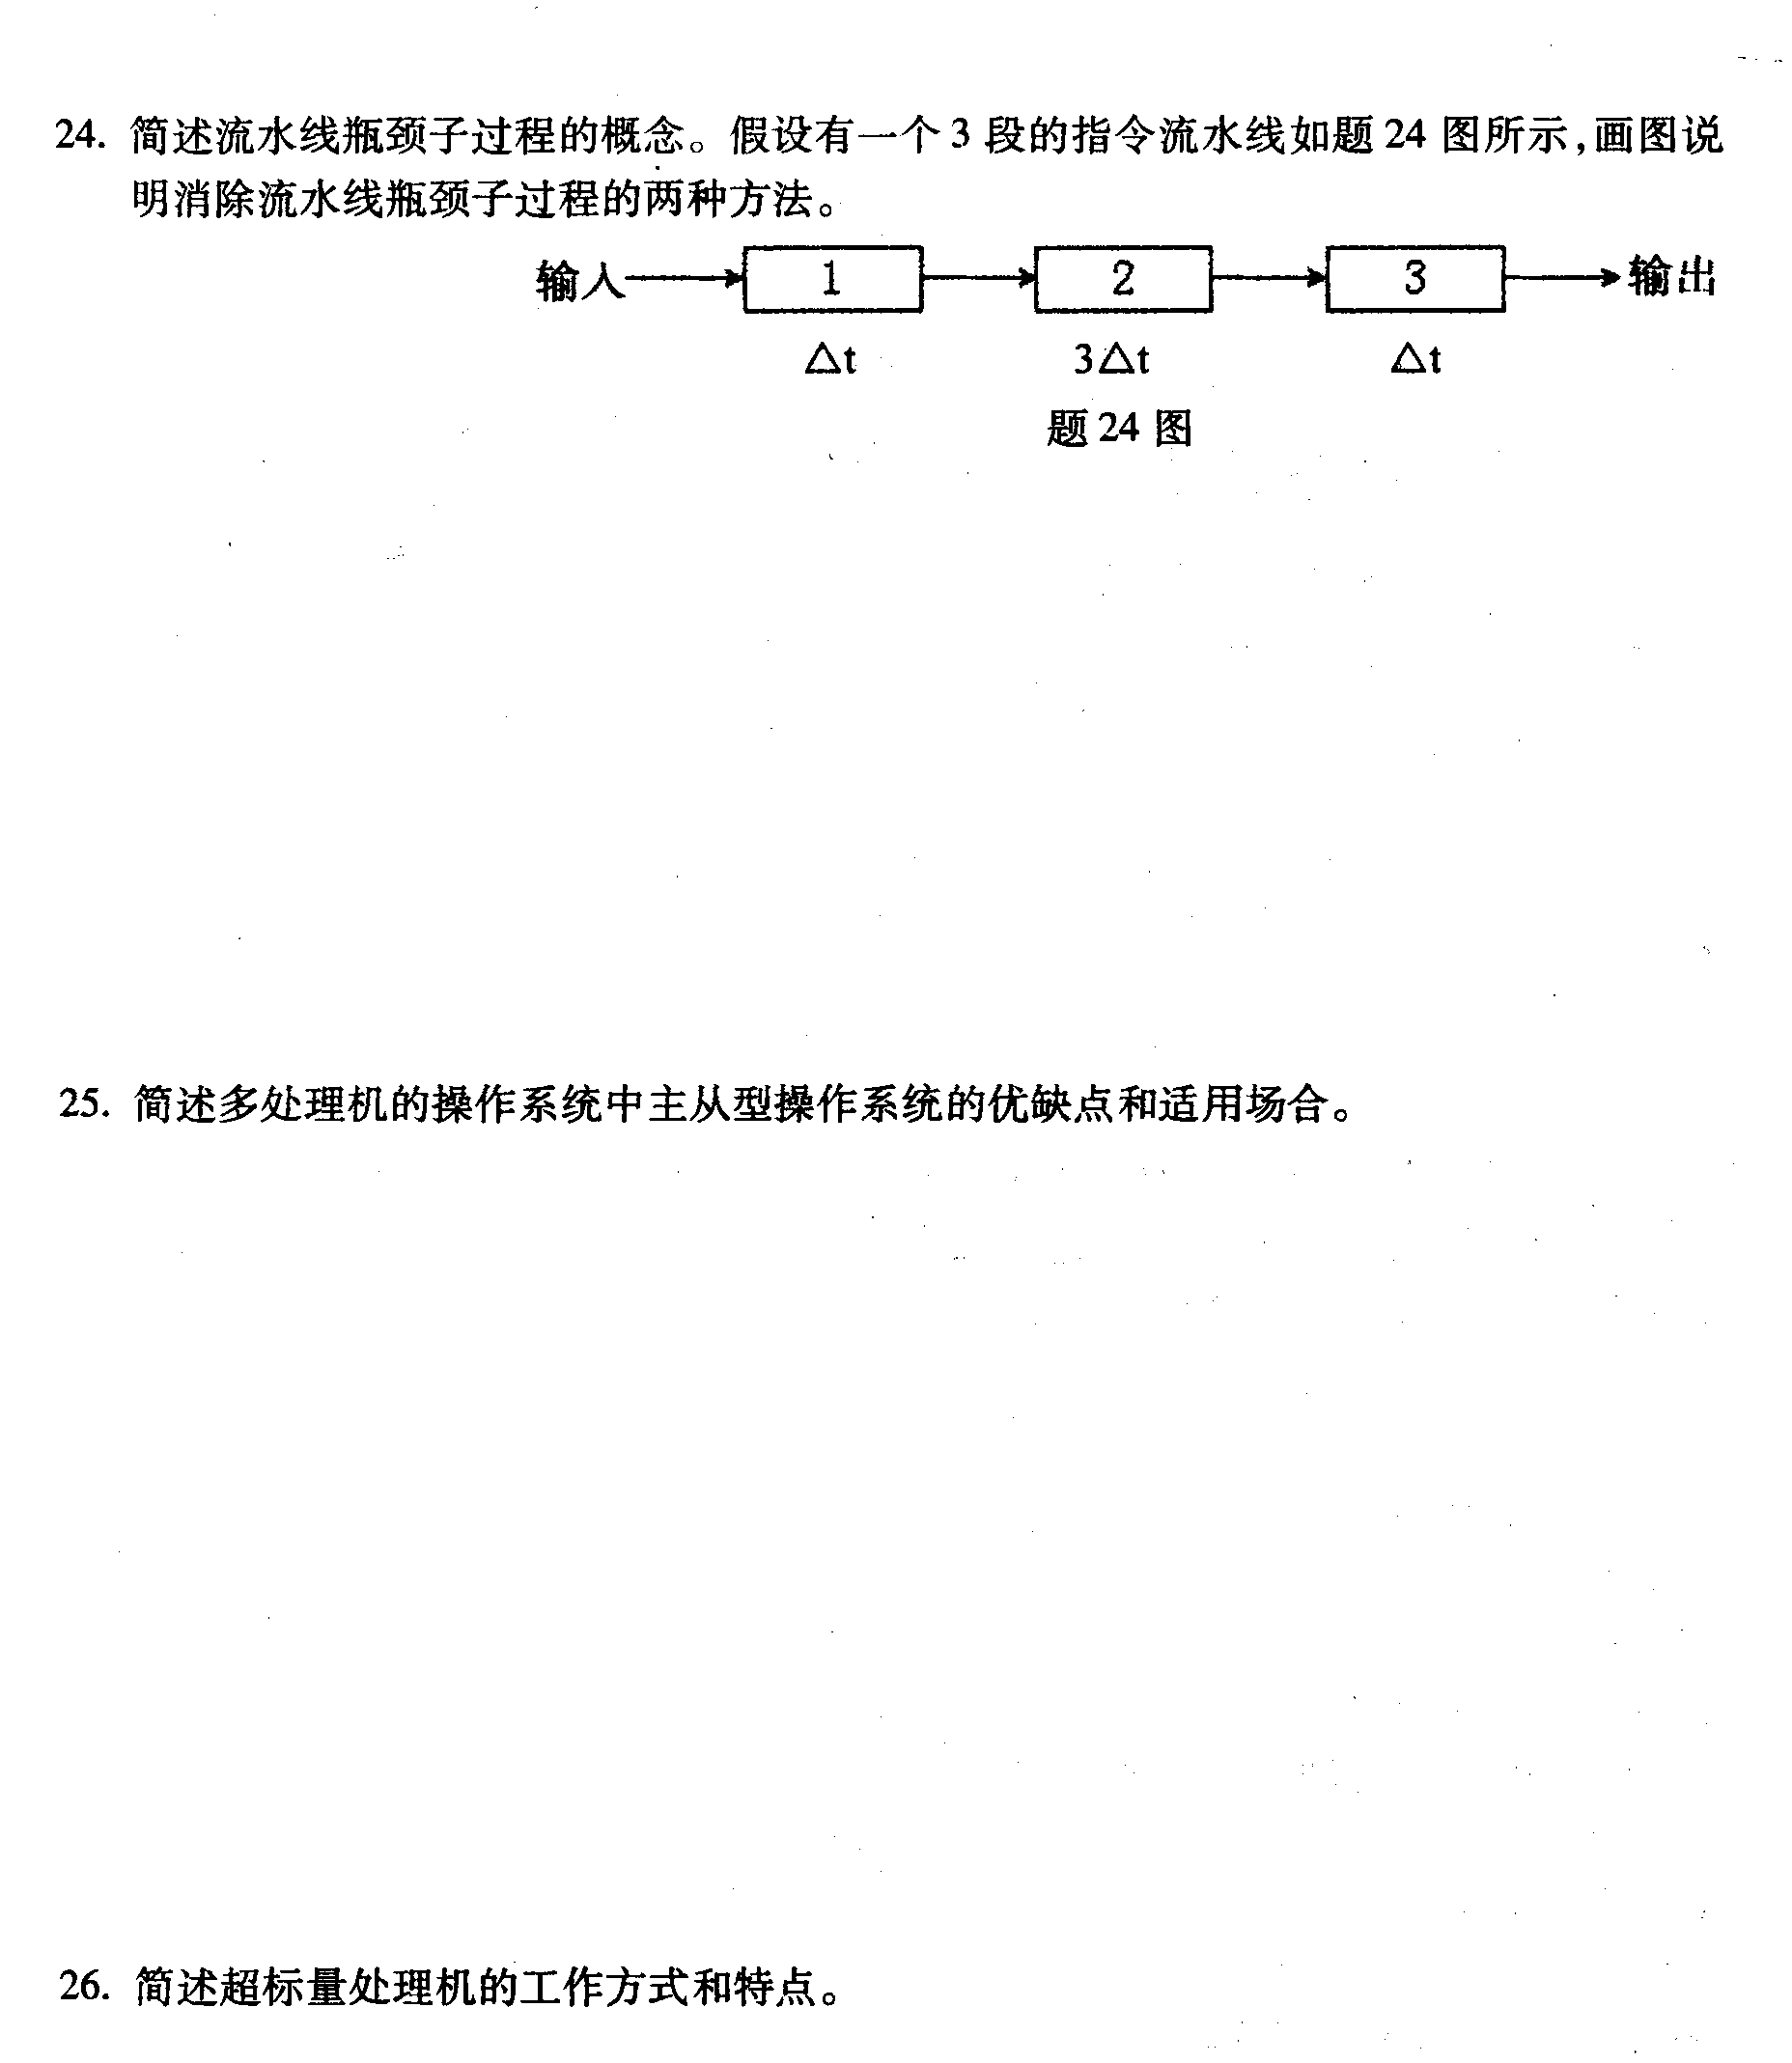 24. 简述流水线瓶颈子过程的概念。假设有一个3段的指令流水线如题24图所示,画图说
明消除流水线瓶颈子过程的两种方法。
输入 1 2 3 输出
△t 3△t △t
题24图
25. 简述多处理机的操作系统中主从型操作系统的优缺点和适用场合。
26. 简述超标量处理机的工作方式和特点。